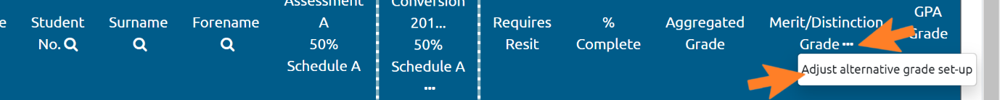 e
Student
No.
Surname
Forename
Assessment
A
50%
Schedule A
Conversion
201...
50%
Schedule A
...
Requires
Resit
%
Complete
Aggregated
Grade
Merit/Distinction
Grade ...
GPA
Grade
Adjust alternative grade set-up